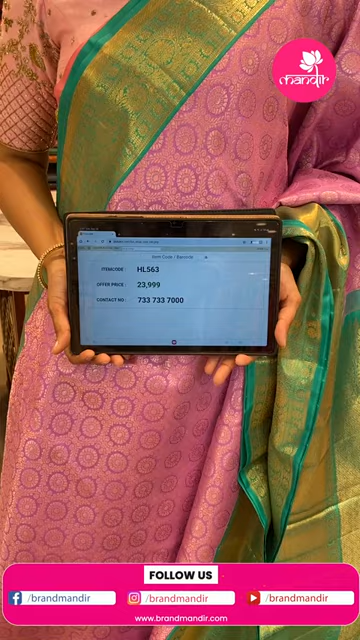 mandir
Item Code / Barcode
ITEMCODE : HL563
OFFER PRICE : 23,999
CONTACT NO : 733 733 7000
FOLLOW US
/brandmandir
/brandmandir
/brandmandir
www.brandmandir.com